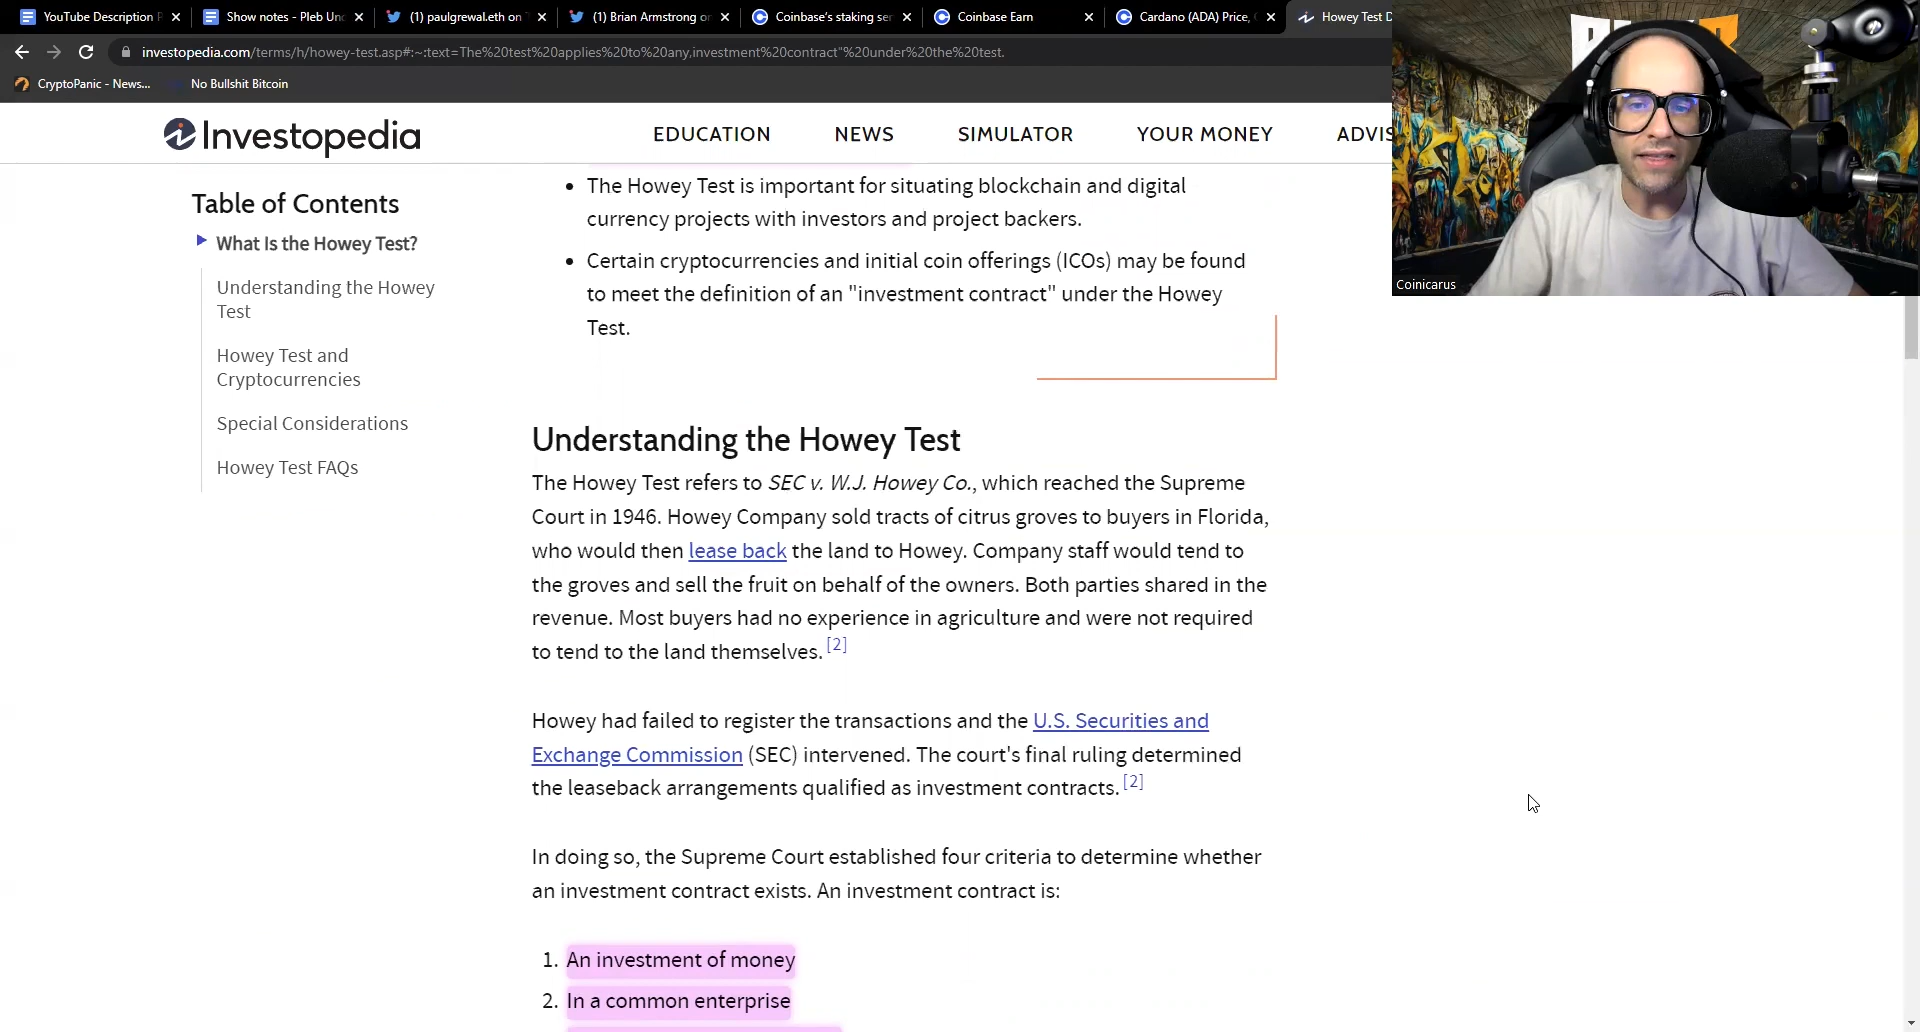 YouTube Description P
Show notes - Pleb Unc
(1) paulgrewal.eth on T
(1) Brian Armstrong on
Coinbase's staking ser
Coinbase Earn
Cardano (ADA) Price,
Howey Test D
investopedia.com/terms/h/howey-test.asp#:~:text=The%20test%20applies%20to%20any,investment%20contract"%20under%20the%20test.
CryptoPanic - News...
No Bullshit Bitcoin
Investopedia
EDUCATION
NEWS
SIMULATOR
YOUR MONEY
ADVIS
Coinicarus
Table of Contents
What Is the Howey Test?
Understanding the Howey
Test
Howey Test and
Cryptocurrencies
Special Considerations
Howey Test FAQs
• The Howey Test is important for situating blockchain and digital
currency projects with investors and project backers.
• Certain cryptocurrencies and initial coin offerings (ICOs) may be found
to meet the definition of an "investment contract" under the Howey
Test.
Understanding the Howey Test
The Howey Test refers to SEC v. W.J. Howey Co., which reached the Supreme
Court in 1946. Howey Company sold tracts of citrus groves to buyers in Florida,
who would then lease back the land to Howey. Company staff would tend to
the groves and sell the fruit on behalf of the owners. Both parties shared in the
revenue. Most buyers had no experience in agriculture and were not required
to tend to the land themselves. [2]
Howey had failed to register the transactions and the U.S. Securities and
Exchange Commission (SEC) intervened. The court's final ruling determined
the leaseback arrangements qualified as investment contracts. [2]
In doing so, the Supreme Court established four criteria to determine whether
an investment contract exists. An investment contract is:
1. An investment of money
2. In a common enterprise